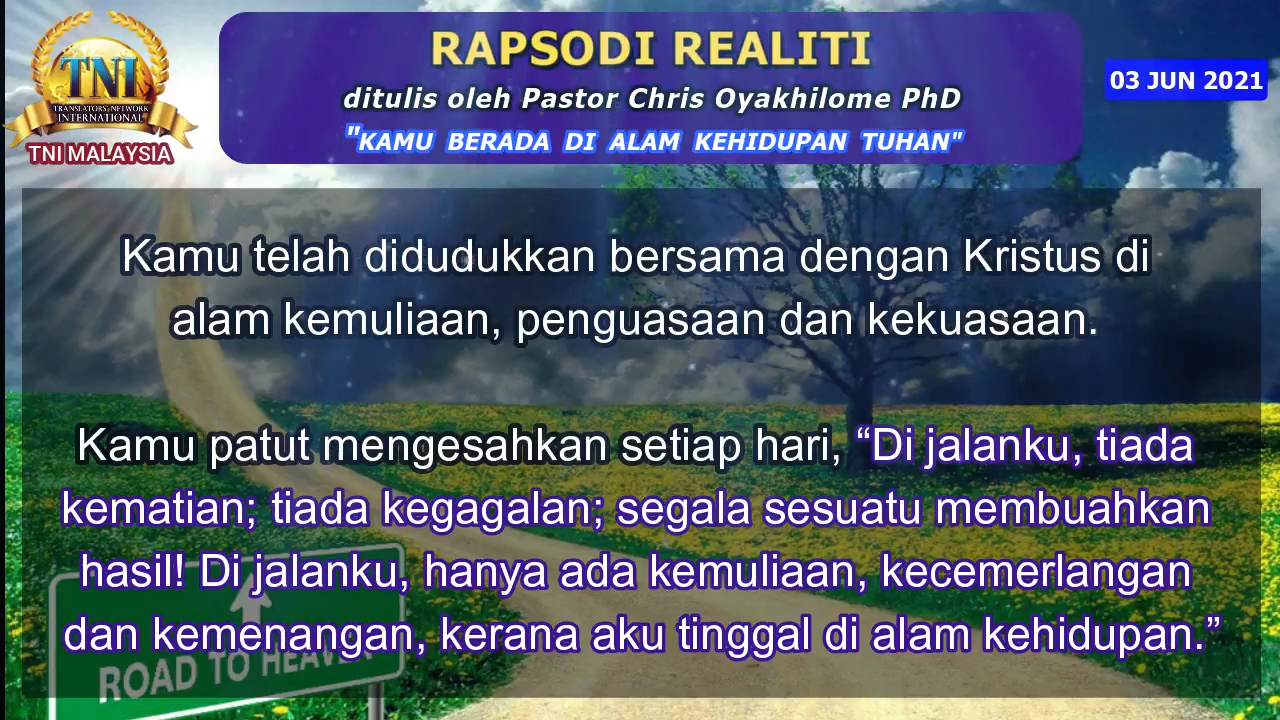 TNI
TRANSLATORS NETWORK
INTERNATIONAL
TNI MALAYSIA
RAPSODI REALITI
ditulis oleh Pastor Chris Oyakhilome PhD
"KAMU BERADA DI ALAM KEHIDUPAN TUHAN"
03 JUN 2021
Kamu telah didudukkan bersama dengan Kristus di
alam kemuliaan, penguasaan dan kekuasaan.
Kamu patut mengesahkan setiap hari, “Di jalanku, tiada
kematian; tiada kegagalan; segala sesuatu membuahkan
hasil! Di jalanku, hanya ada kemuliaan, kecemerlangan
dan kemenangan, kerana aku tinggal di alam kehidupan.”
ROAD TO HEAVEN